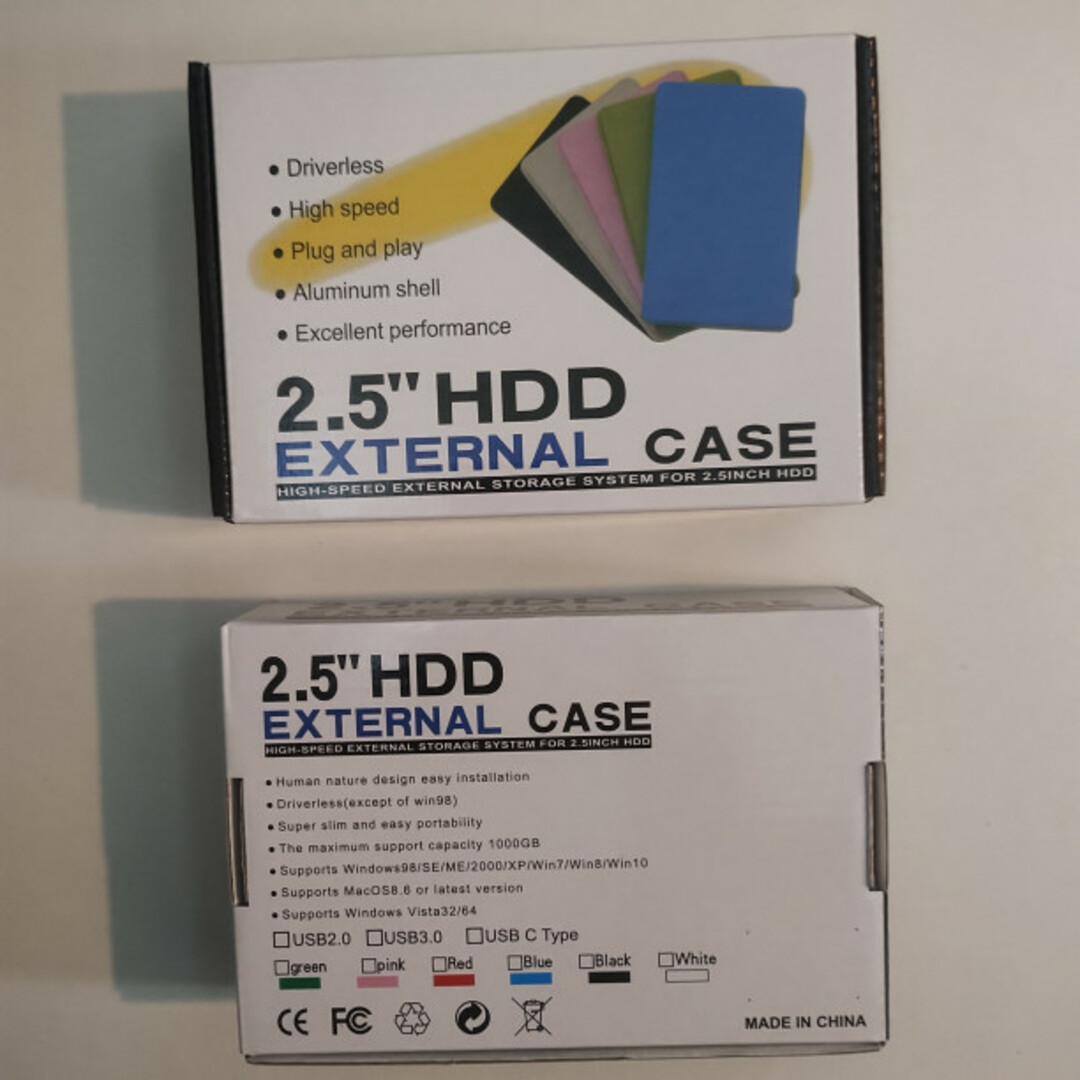 • Driverless
• High speed
• Plug and play
• Aluminum shell
• Excellent performance
2.5" HDD
EXTERNAL CASE
HIGH-SPEED EXTERNAL STORAGE SYSTEM FOR 2.5INCH HDD
2.5" HDD
EXTERNAL CASE
HIGH-SPEED EXTERNAL STORAGE SYSTEM FOR 2.5INCH HDD
• Human nature design easy installation
• Driverless(except of win98)
• Super slim and easy portability
• The maximum support capacity 1000GB
• Supports Windows98/SE/ME/2000/XP/Win7/Win8/Win10
• Supports MacOS8.6 or latest version
• Supports Windows Vista32/64
☐USB2.0 ☐USB3.0 ☐USB C Type
☐green ☐pink ☐Red ☐Blue ☐Black ☐White
CE FC
MADE IN CHINA